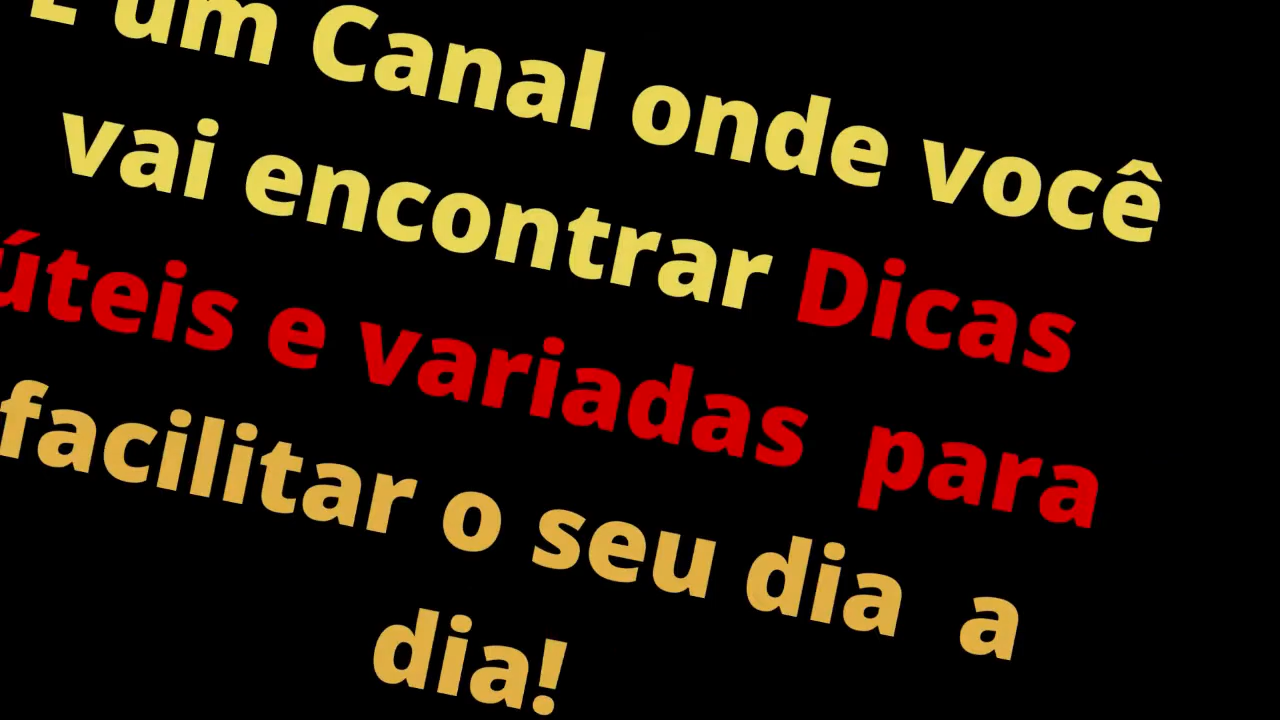 É um Canal onde você
vai encontrar Dicas
úteis e variadas para
facilitar o seu dia a
dia!